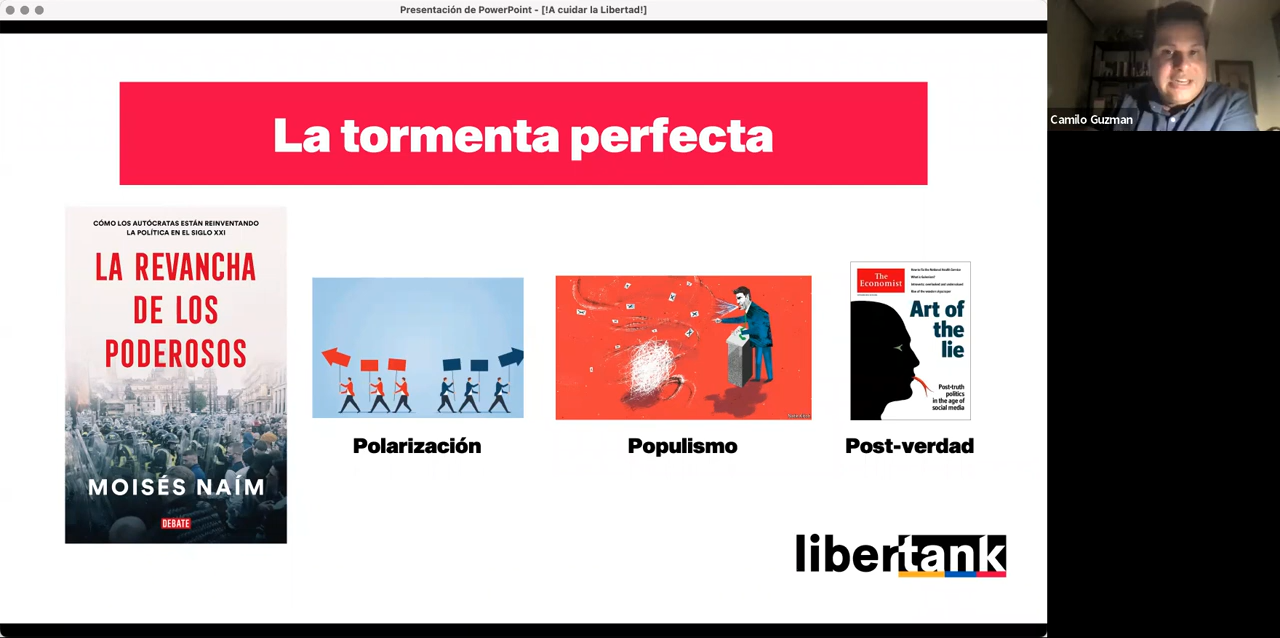 Presentación de PowerPoint - [!A cuidar la Libertad!]
Camilo Guzman
La tormenta perfecta
CÓMO LOS AUTÓCRATAS ESTÁN REINVENTANDO
LA POLÍTICA EN EL SIGLO XXI
LA REVANCHA
DE LOS
PODEROSOS
MOISÉS NAÍM
DEBATE
Polarización
Populismo
The
Economist
Art of
the
lie
Post-truth
politics
in the age of
social media
Post-verdad
libertank